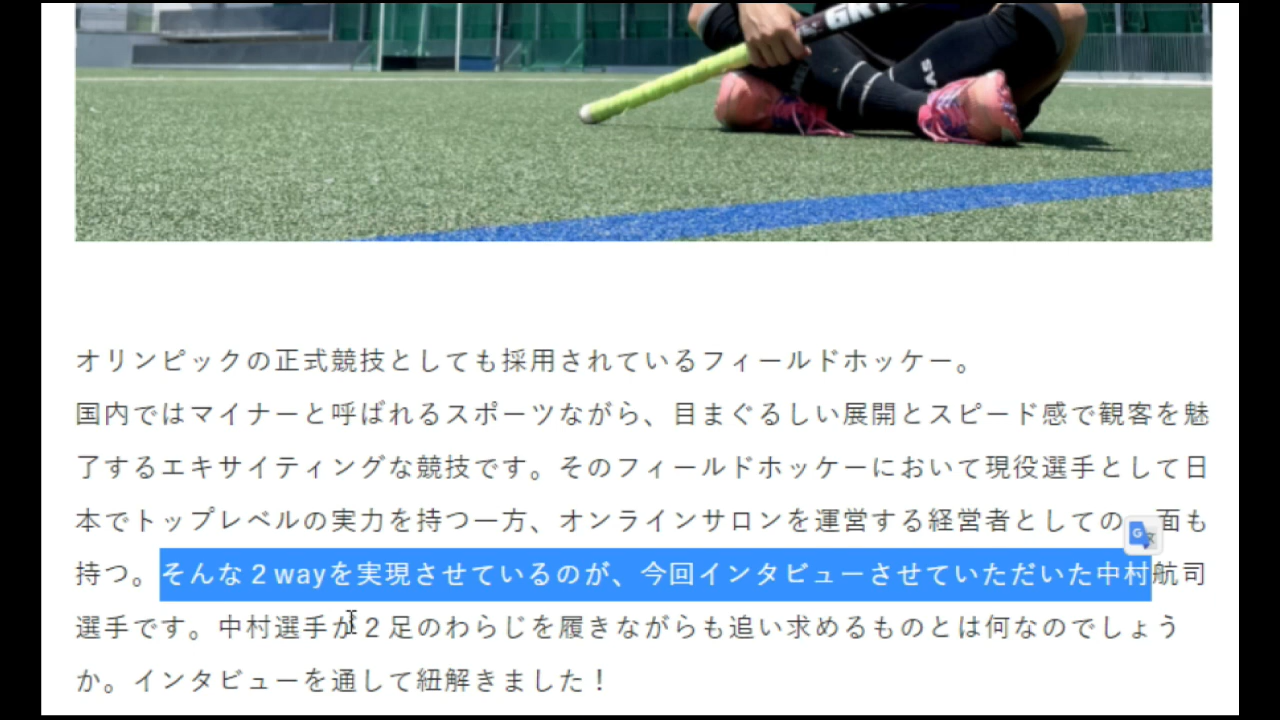 GK
SV
オリンピックの正式競技としても採用されているフィールドホッケー。
国内ではマイナーと呼ばれるスポーツながら、目まぐるしい展開とスピード感で観客を魅
了するエキサイティングな競技です。そのフィールドホッケーにおいて現役選手として日
本でトップレベルの実力を持つ一方、オンラインサロンを運営する経営者としての 面も
持つ。そんな２wayを実現させているのが、今回インタビューさせていただいた中村航司
選手です。中村選手が２足のわらじを履きながらも追い求めるものとは何なのでしょう
か。インタビューを通して紐解きました！